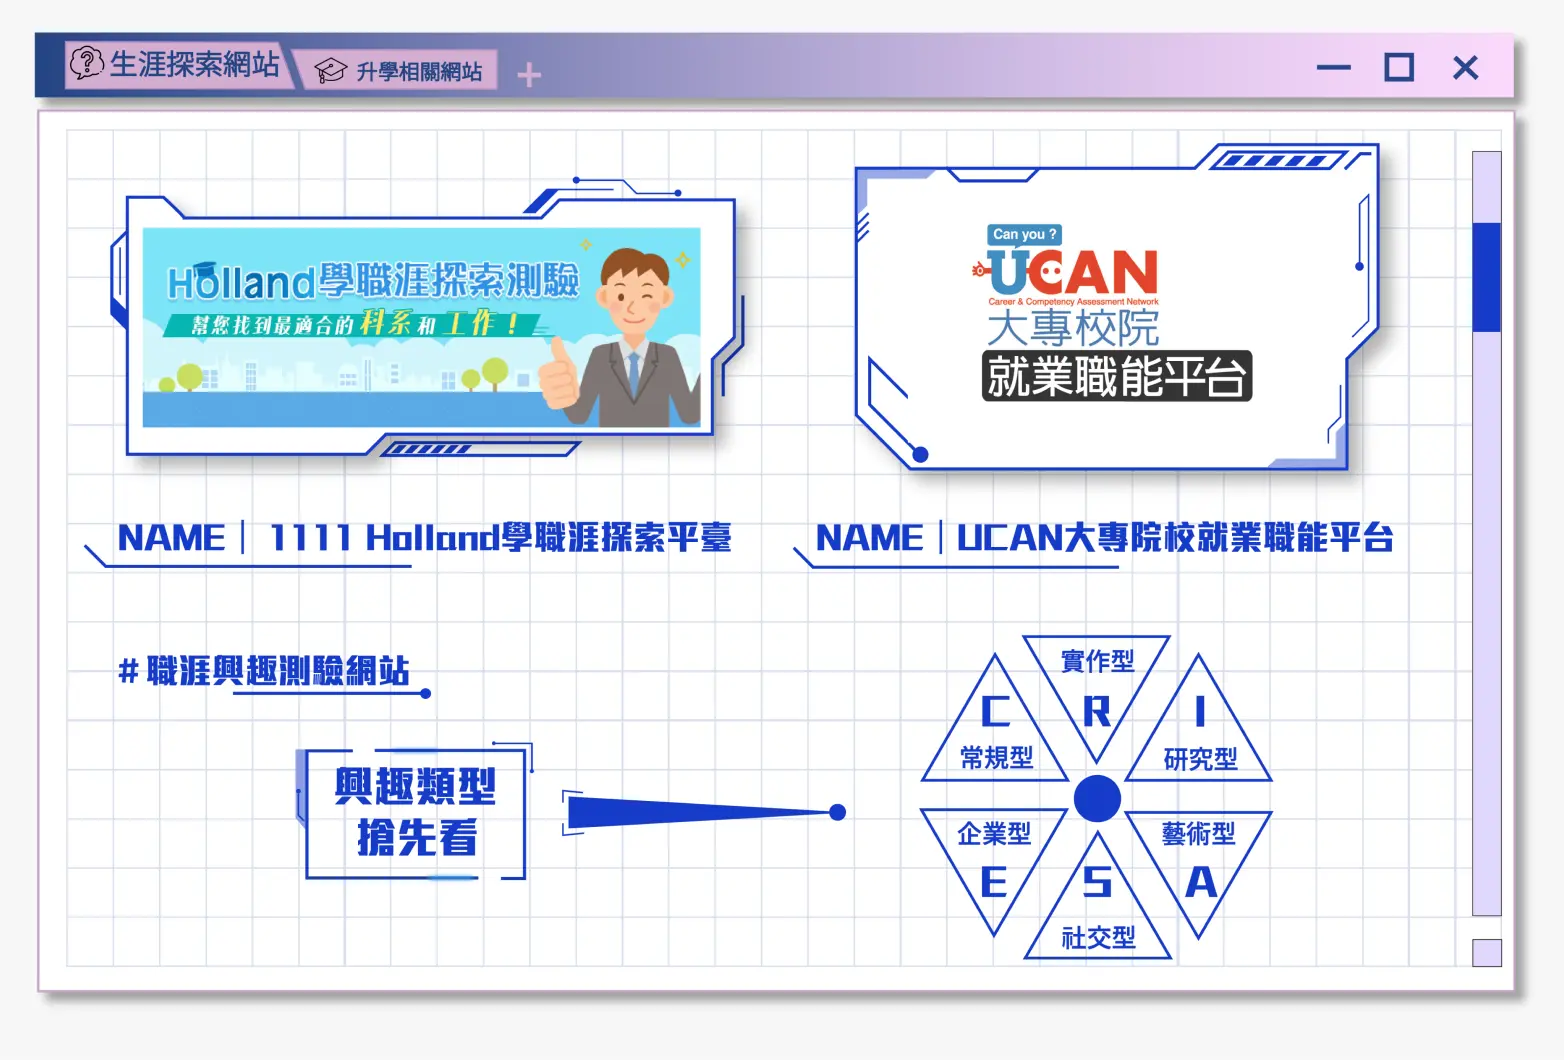 生涯探索網站
升學相關網站
Holland學職涯探索測驗
幫您找到最適合的科系和工作！
Can you ?
UCAN
Career & Competency Assessment Network
大專校院
就業職能平台
NAME｜ 1111 Holland學職涯探索平臺
NAME｜UCAN大專院校就業職能平台
#職涯興趣測驗網站
興趣類型
搶先看
實作型
R
C
常規型
I
研究型
企業型
E
藝術型
A
S
社交型